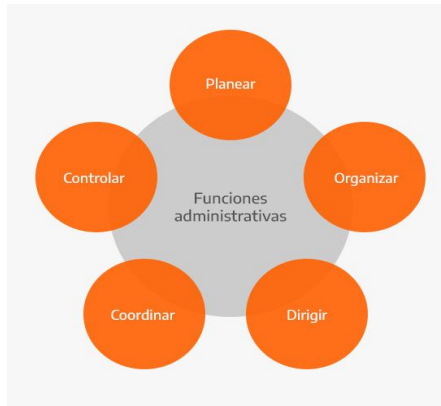 Planear
Controlar
Organizar
Funciones
administrativas
Coordinar
Dirigir